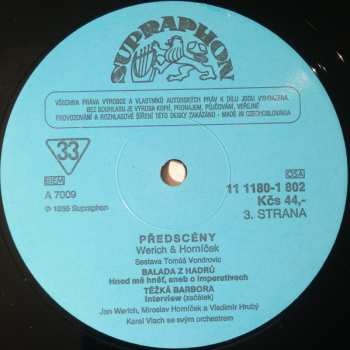 SUPRAPHON
VŠECHNA PRÁVA VÝROBCE A VLASTNÍKŮ AUTORSKÝCH PRÁV K DÍLU JSOU VYHRAZENA.
BEZ SOUHLASU JE VÝROBA KOPIÍ, PRONÁJEM, PŮJČOVÁNÍ, VEŘEJNÉ
PROVOZOVÁNÍ A ROZHLASOVÉ ŠÍŘENÍ TÉTO DESKY ZAKÁZÁNO - MADE IN CZECHOSLOVAKIA
33
BIEM
OSA
A 7009
11 1180-1 802
Kčs 44,-
3. STRANA
PŘEDSCÉNY
Werich & Horníček
Sestava Tomáš Vondrovic
BALADA Z HADRŮ
Hned mě hněť, aneb o imperativech
TĚŽKÁ BARBORA
Interview (začátek)
Jan Werich, Miroslav Horníček a Vladimír Hrubý
Karel Vlach se svým orchestrem